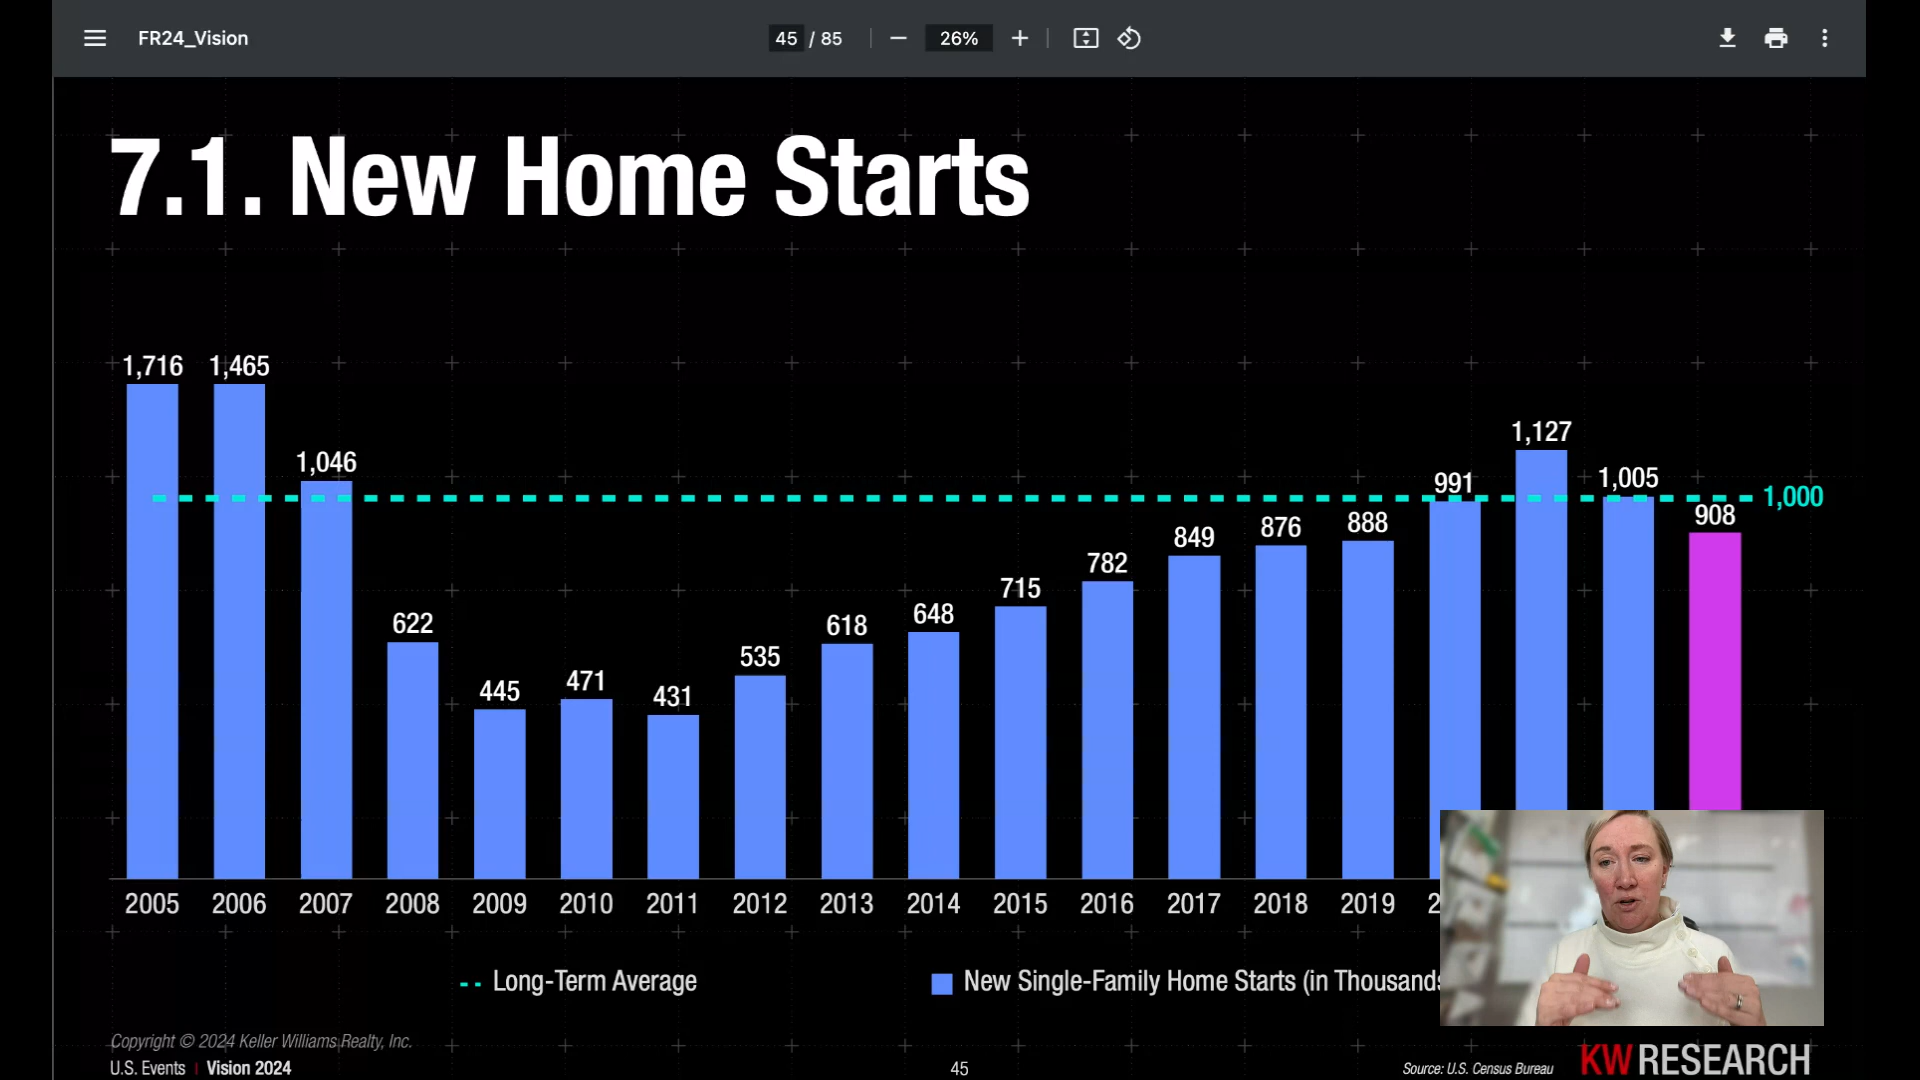 FR24_Vision
45 / 85
26%
7.1. New Home Starts
1,716
1,465
1,046
622
445
471
431
535
618
648
715
782
849
876
888
991
1,127
1,005
908
1,000
2005 2006 2007 2008 2009 2010 2011 2012 2013 2014 2015 2016 2017 2018 2019 2
Long-Term Average
New Single-Family Home Starts (in Thousands
Copyright © 2024 Keller Williams Realty, Inc.
U.S. Events | Vision 2024
45
Source: U.S. Census Bureau
KW RESEARCH